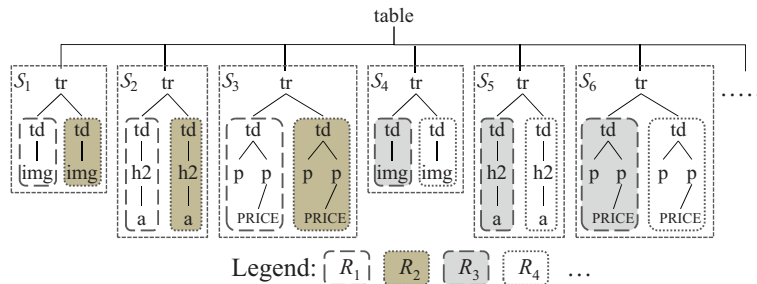 table
S1 tr S2 tr S3 tr S4 tr S5 tr S6 tr .....
td td td td td td td td td td td td
img img h2 h2 p p p p img img h2 h2 p p p p
a a PRICE PRICE a a PRICE PRICE
Legend: R1 R2 R3 R4 ...